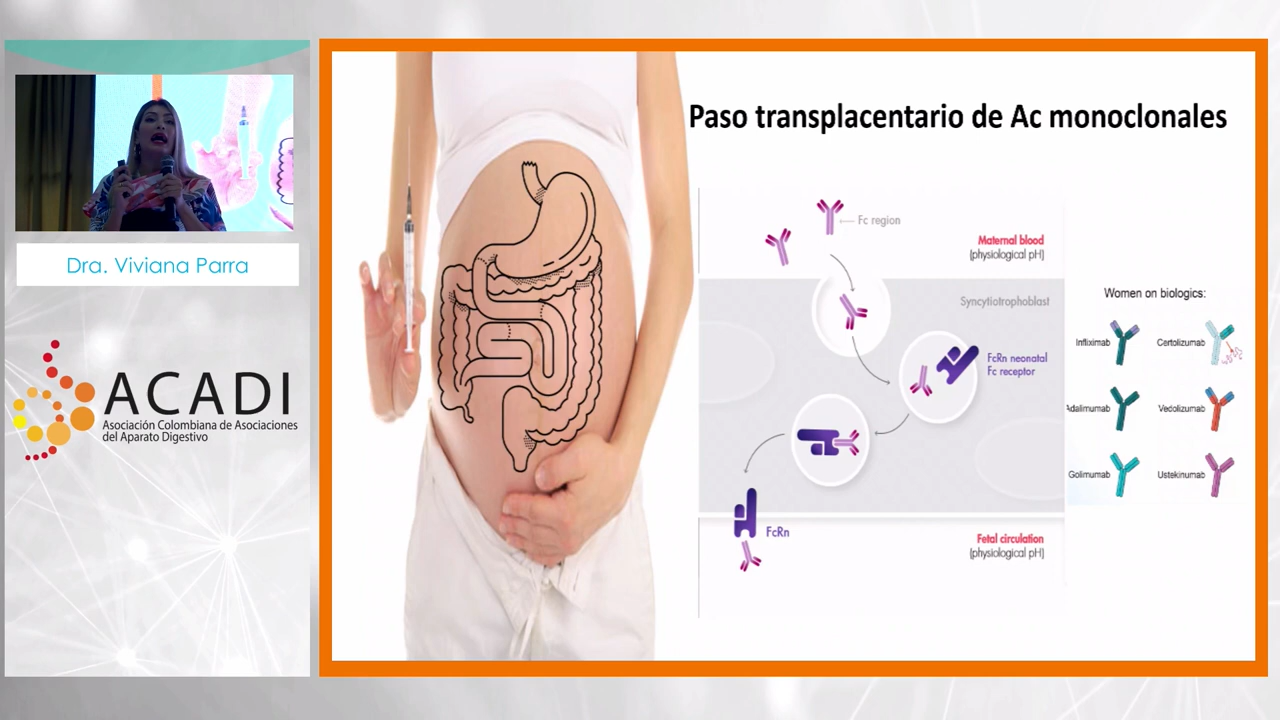 Dra. Viviana Parra
ACADI
Asociación Colombiana de Asociaciones
del Aparato Digestivo
Paso transplacentario de Ac monoclonales
Fc region
Maternal blood
(physiological pH)
Syncytiotrophoblast
FcRn neonatal
Fc receptor
FcRn
Fetal circulation
(physiological pH)
Women on biologics:
Infliximab
Certolizumab
Adalimumab
Vedolizumab
Golimumab
Ustekinumab